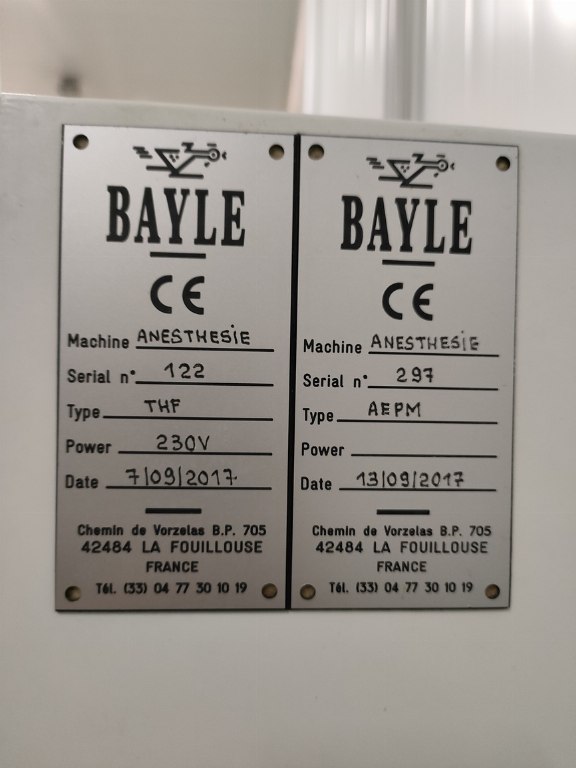 BAYLE
CE
Machine ANESTHESiE
Serial n° 122
Type THF
Power 230V
Date 7/09/2017
Chemin de Vorzelas B.P. 705
42484 LA FOUILLOUSE
FRANCE
Tél. (33) 04 77 30 10 19
BAYLE
CE
Machine ANESTHESiE
Serial n° 297
Type AEPM
Power
Date 13/09/2017
Chemin de Vorzelas B.P. 705
42484 LA FOUILLOUSE
FRANCE
Tél. (33) 04 77 30 10 19